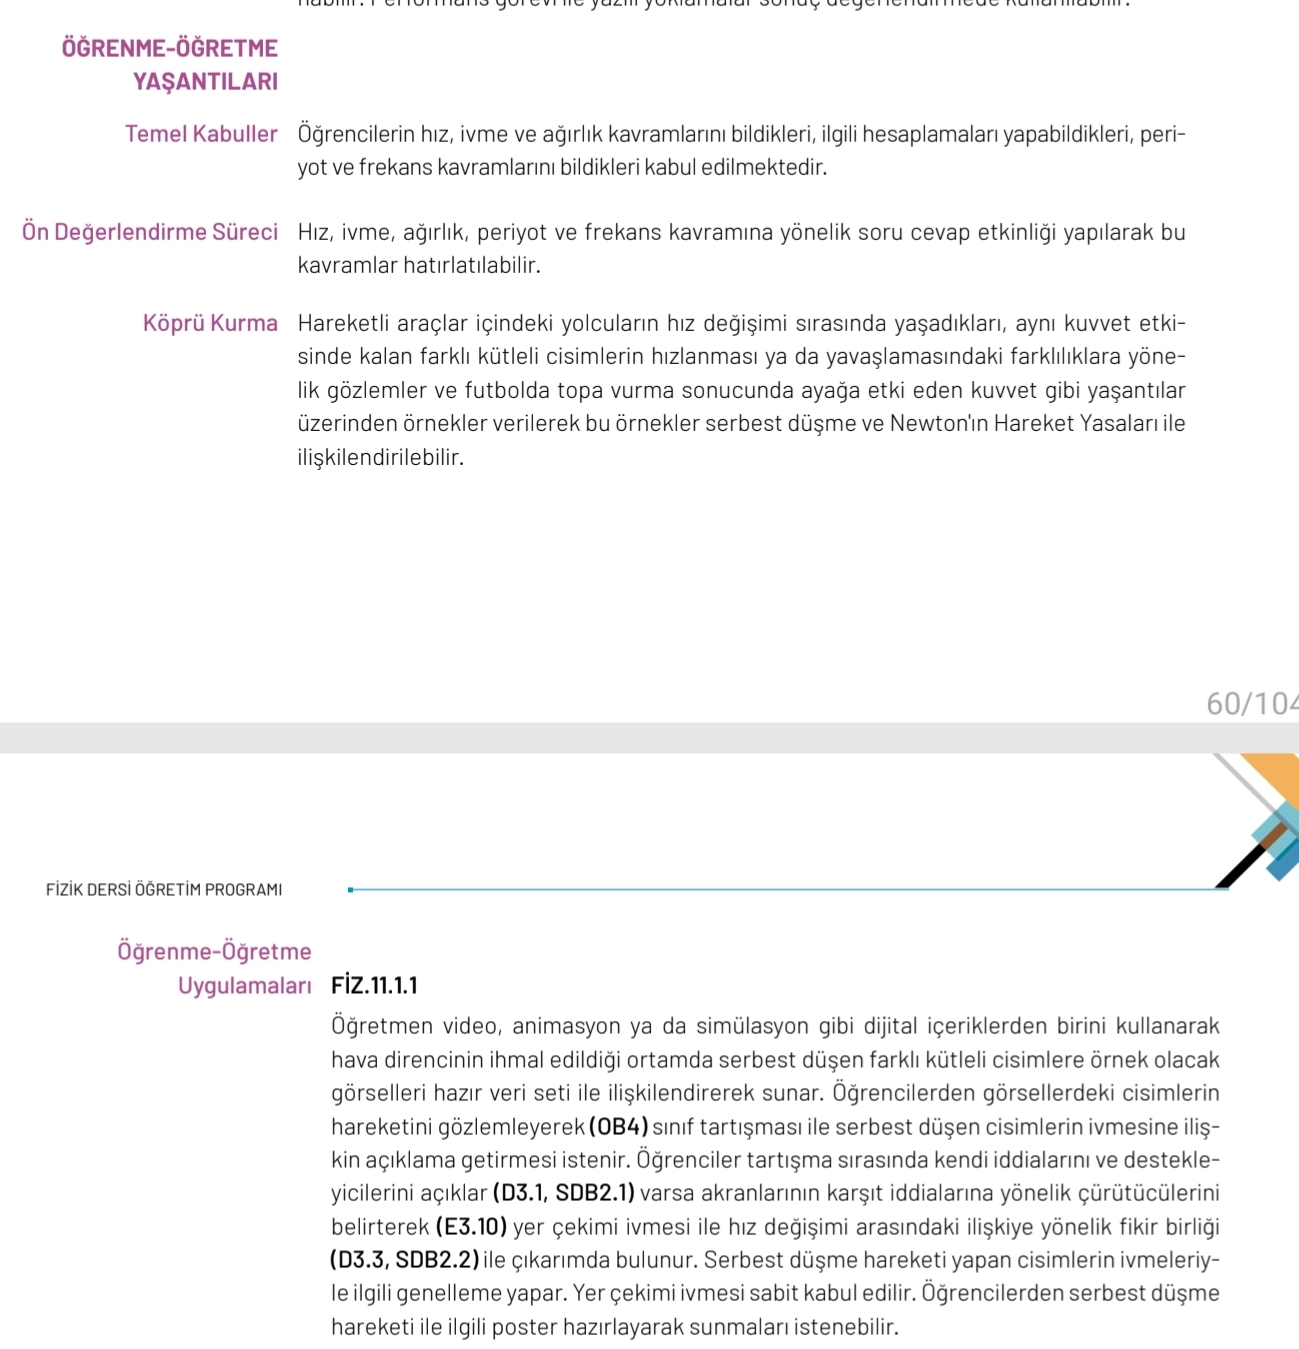 nabilir. Performans görevi ile yazılı yoklamalar sonuç değerlendirmede kullanılabilir.
ÖĞRENME-ÖĞRETME
YAŞANTILARI
Temel Kabuller Öğrencilerin hız, ivme ve ağırlık kavramlarını bildikleri, ilgili hesaplamaları yapabildikleri, peri-
yot ve frekans kavramlarını bildikleri kabul edilmektedir.
Ön Değerlendirme Süreci Hız, ivme, ağırlık, periyot ve frekans kavramına yönelik soru cevap etkinliği yapılarak bu
kavramlar hatırlatılabilir.
Köprü Kurma Hareketli araçlar içindeki yolcuların hız değişimi sırasında yaşadıkları, aynı kuvvet etki-
sinde kalan farklı kütleli cisimlerin hızlanması ya da yavaşlamasındaki farklılıklara yöne-
lik gözlemler ve futbolda topa vurma sonucunda ayağa etki eden kuvvet gibi yaşantılar
üzerinden örnekler verilerek bu örnekler serbest düşme ve Newton'ın Hareket Yasaları ile
ilişkilendirilebilir.
60/104
FİZİK DERSİ ÖĞRETİM PROGRAMI
Öğrenme-Öğretme
Uygulamaları FİZ.11.1.1
Öğretmen video, animasyon ya da simülasyon gibi dijital içeriklerden birini kullanarak
hava direncinin ihmal edildiği ortamda serbest düşen farklı kütleli cisimlere örnek olacak
görselleri hazır veri seti ile ilişkilendirerek sunar. Öğrencilerden görsellerdeki cisimlerin
hareketini gözlemleyerek (OB4) sınıf tartışması ile serbest düşen cisimlerin ivmesine iliş-
kin açıklama getirmesi istenir. Öğrenciler tartışma sırasında kendi iddialarını ve destekle-
yicilerini açıklar (D3.1, SDB2.1) varsa akranlarının karşıt iddialarına yönelik çürütücülerini
belirterek (E3.10) yer çekimi ivmesi ile hız değişimi arasındaki ilişkiye yönelik fikir birliği
(D3.3, SDB2.2) ile çıkarımda bulunur. Serbest düşme hareketi yapan cisimlerin ivmeleriy-
le ilgili genelleme yapar. Yer çekimi ivmesi sabit kabul edilir. Öğrencilerden serbest düşme
hareketi ile ilgili poster hazırlayarak sunmaları istenebilir.